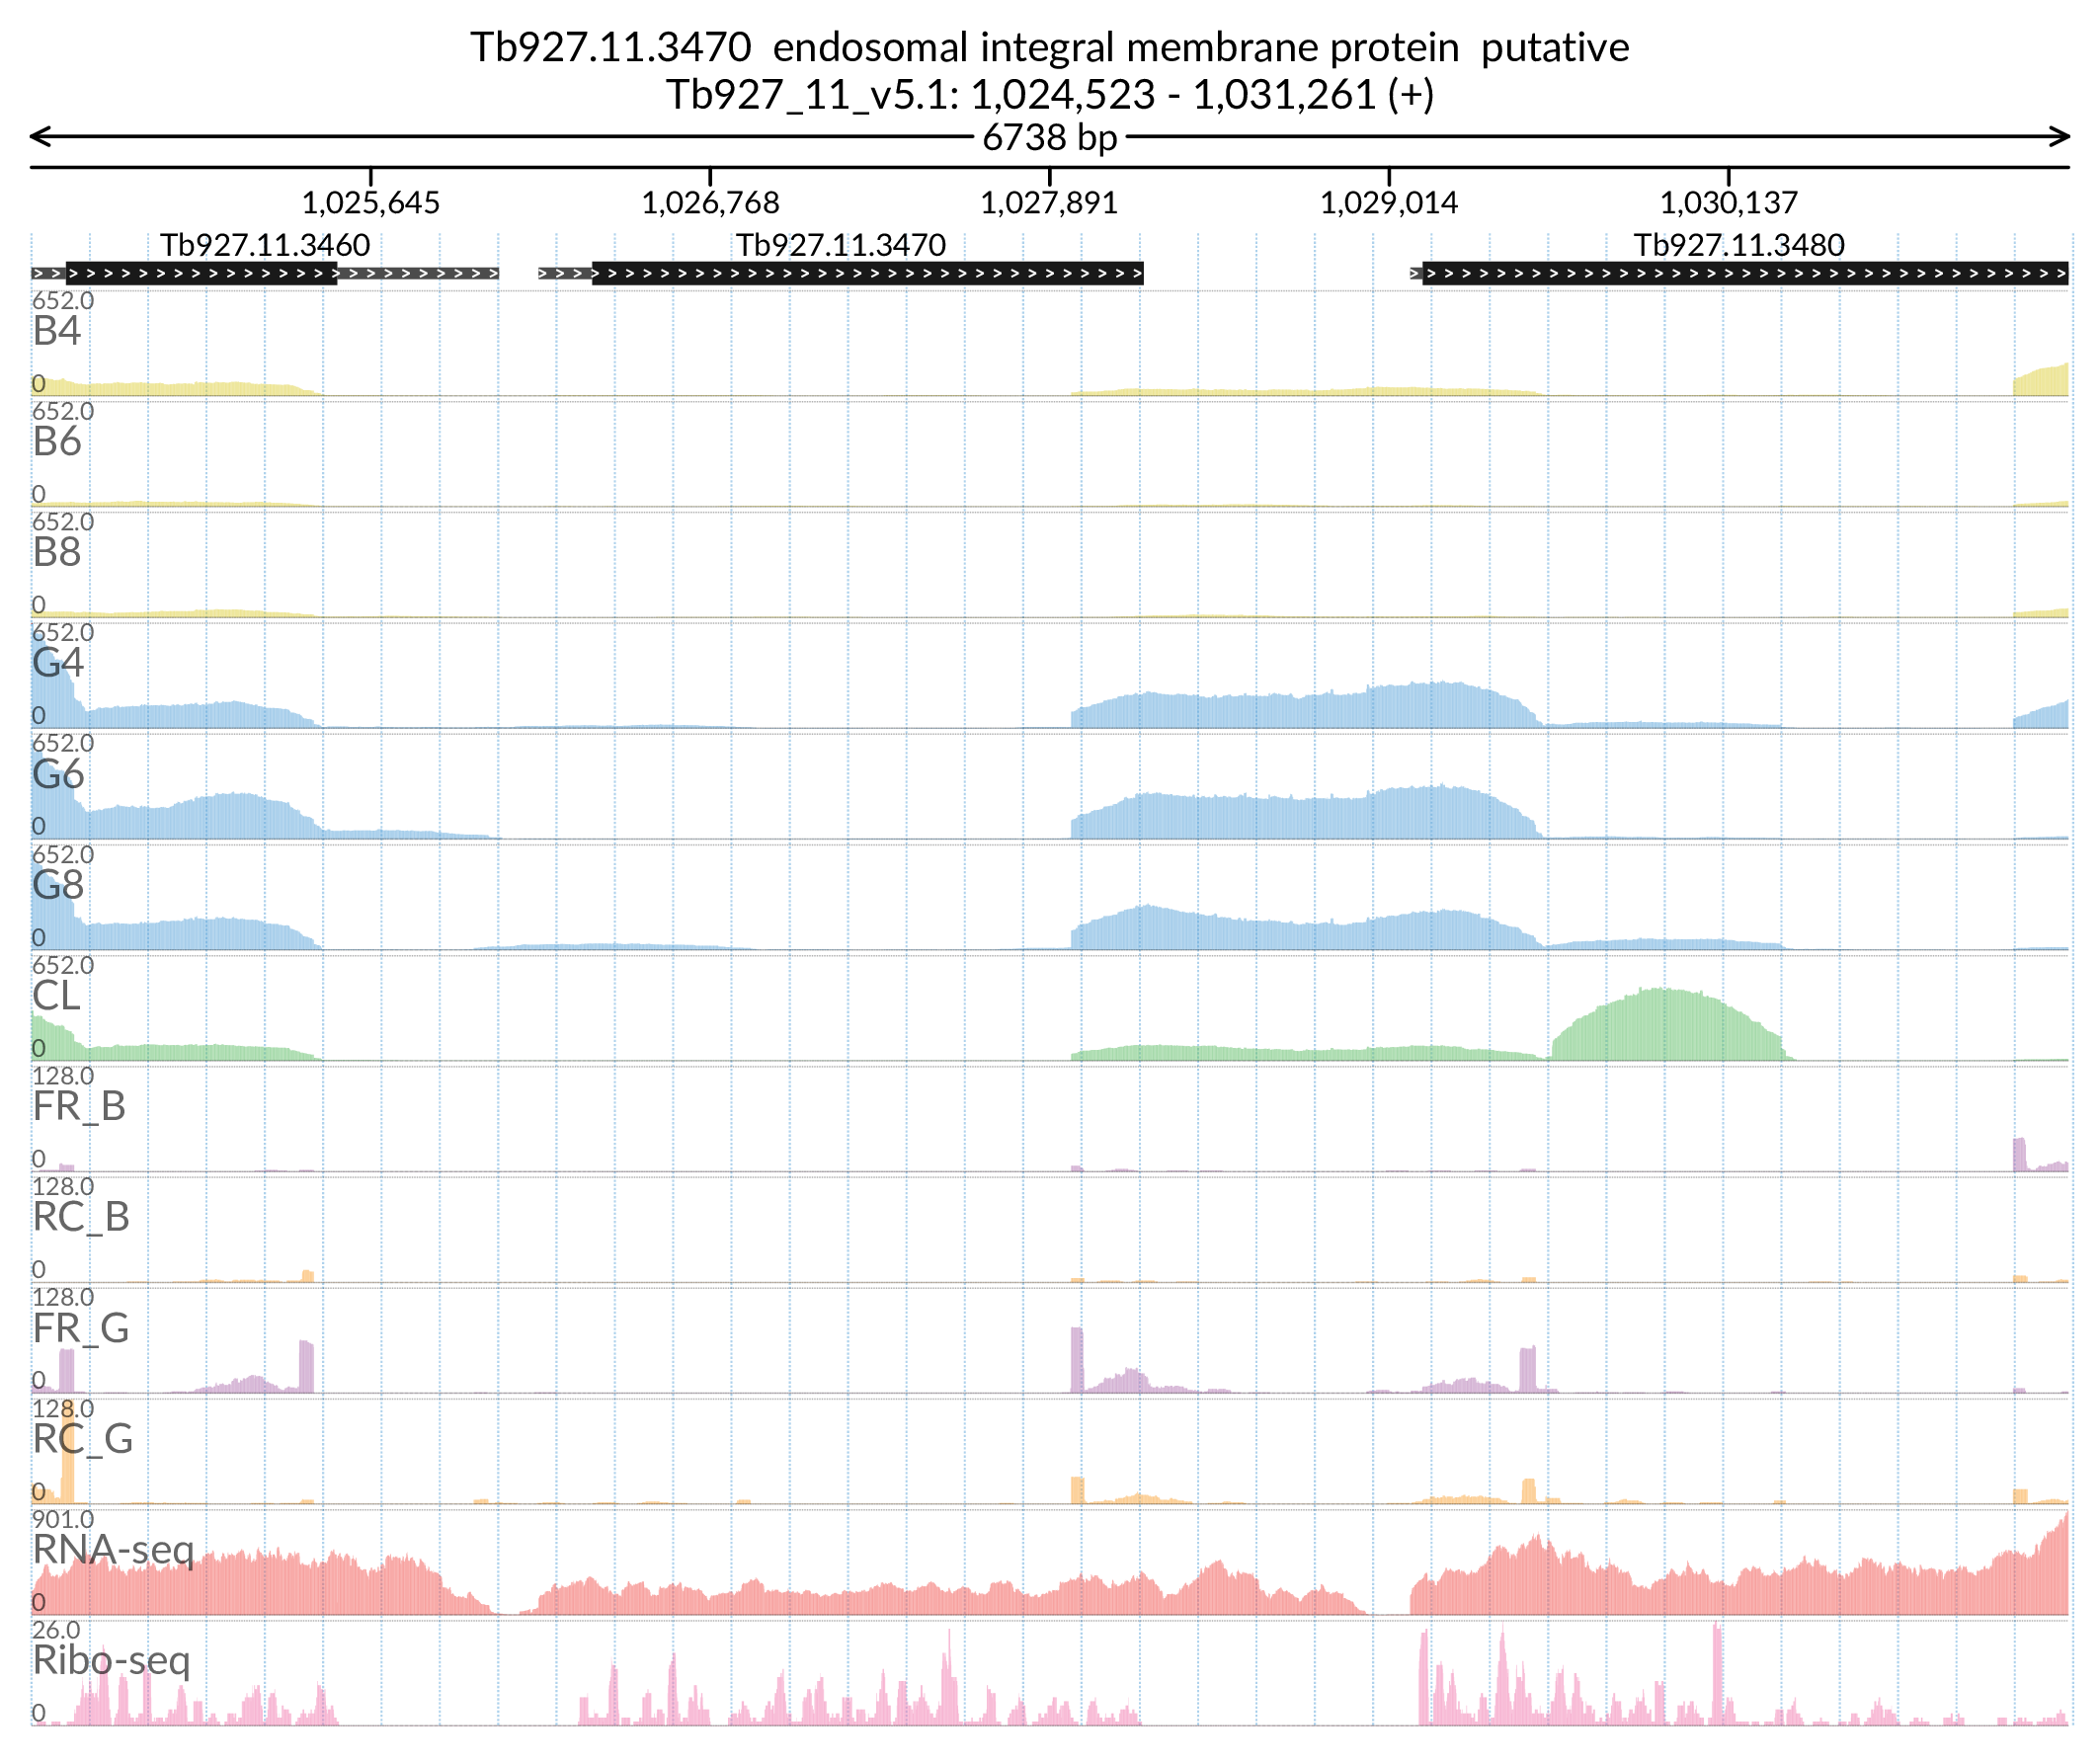 Tb927.11.3470  endosomal integral membrane protein  putative
Tb927_11_v5.1: 1,024,523 - 1,031,261 (+)
6738 bp
1,025,645 1,026,768 1,027,891 1,029,014 1,030,137
Tb927.11.3460 Tb927.11.3470 Tb927.11.3480
652.0
B4
0
652.0
B6
0
652.0
B8
0
652.0
G4
0
652.0
G6
0
652.0
G8
0
652.0
CL
0
128.0
FR_B
0
128.0
RC_B
0
128.0
FR_G
0
128.0
RC_G
0
901.0
RNA-seq
0
26.0
Ribo-seq
0